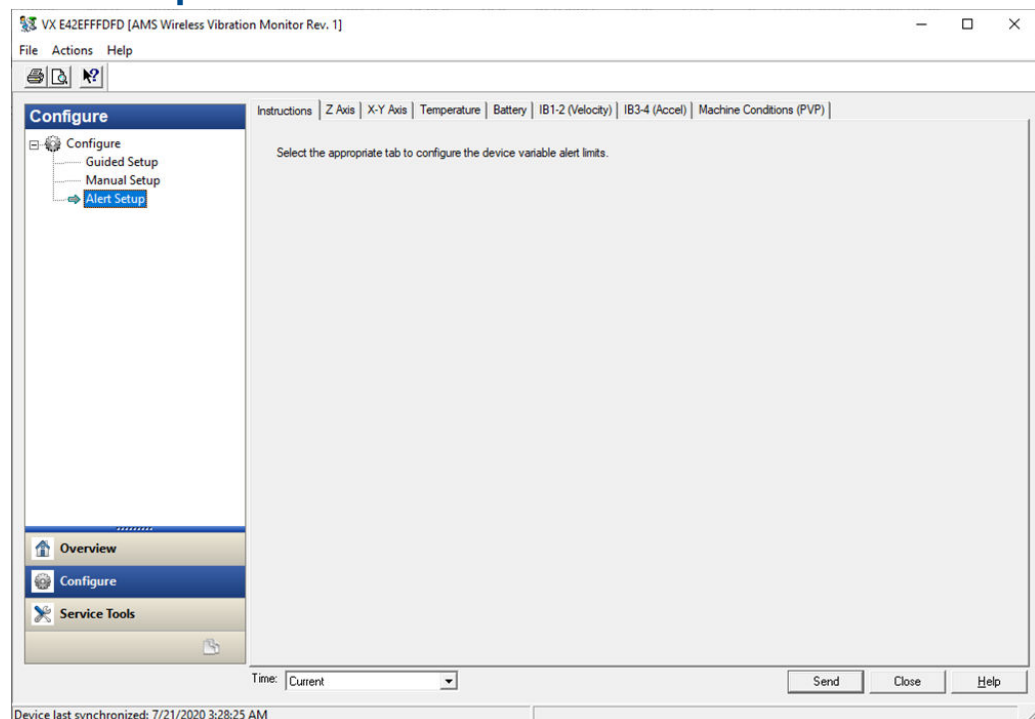 VX E42EFFFDFD [AMS Wireless Vibration Monitor Rev. 1]
File Actions Help
Configure
Configure
Guided Setup
Manual Setup
Alert Setup
Overview
Configure
Service Tools
Instructions Z Axis X-Y Axis Temperature Battery IB1-2 (Velocity) IB3-4 (Accel) Machine Conditions (PVP)
Select the appropriate tab to configure the device variable alert limits.
Time: Current Send Close Help
Device last synchronized: 7/21/2020 3:28:25 AM